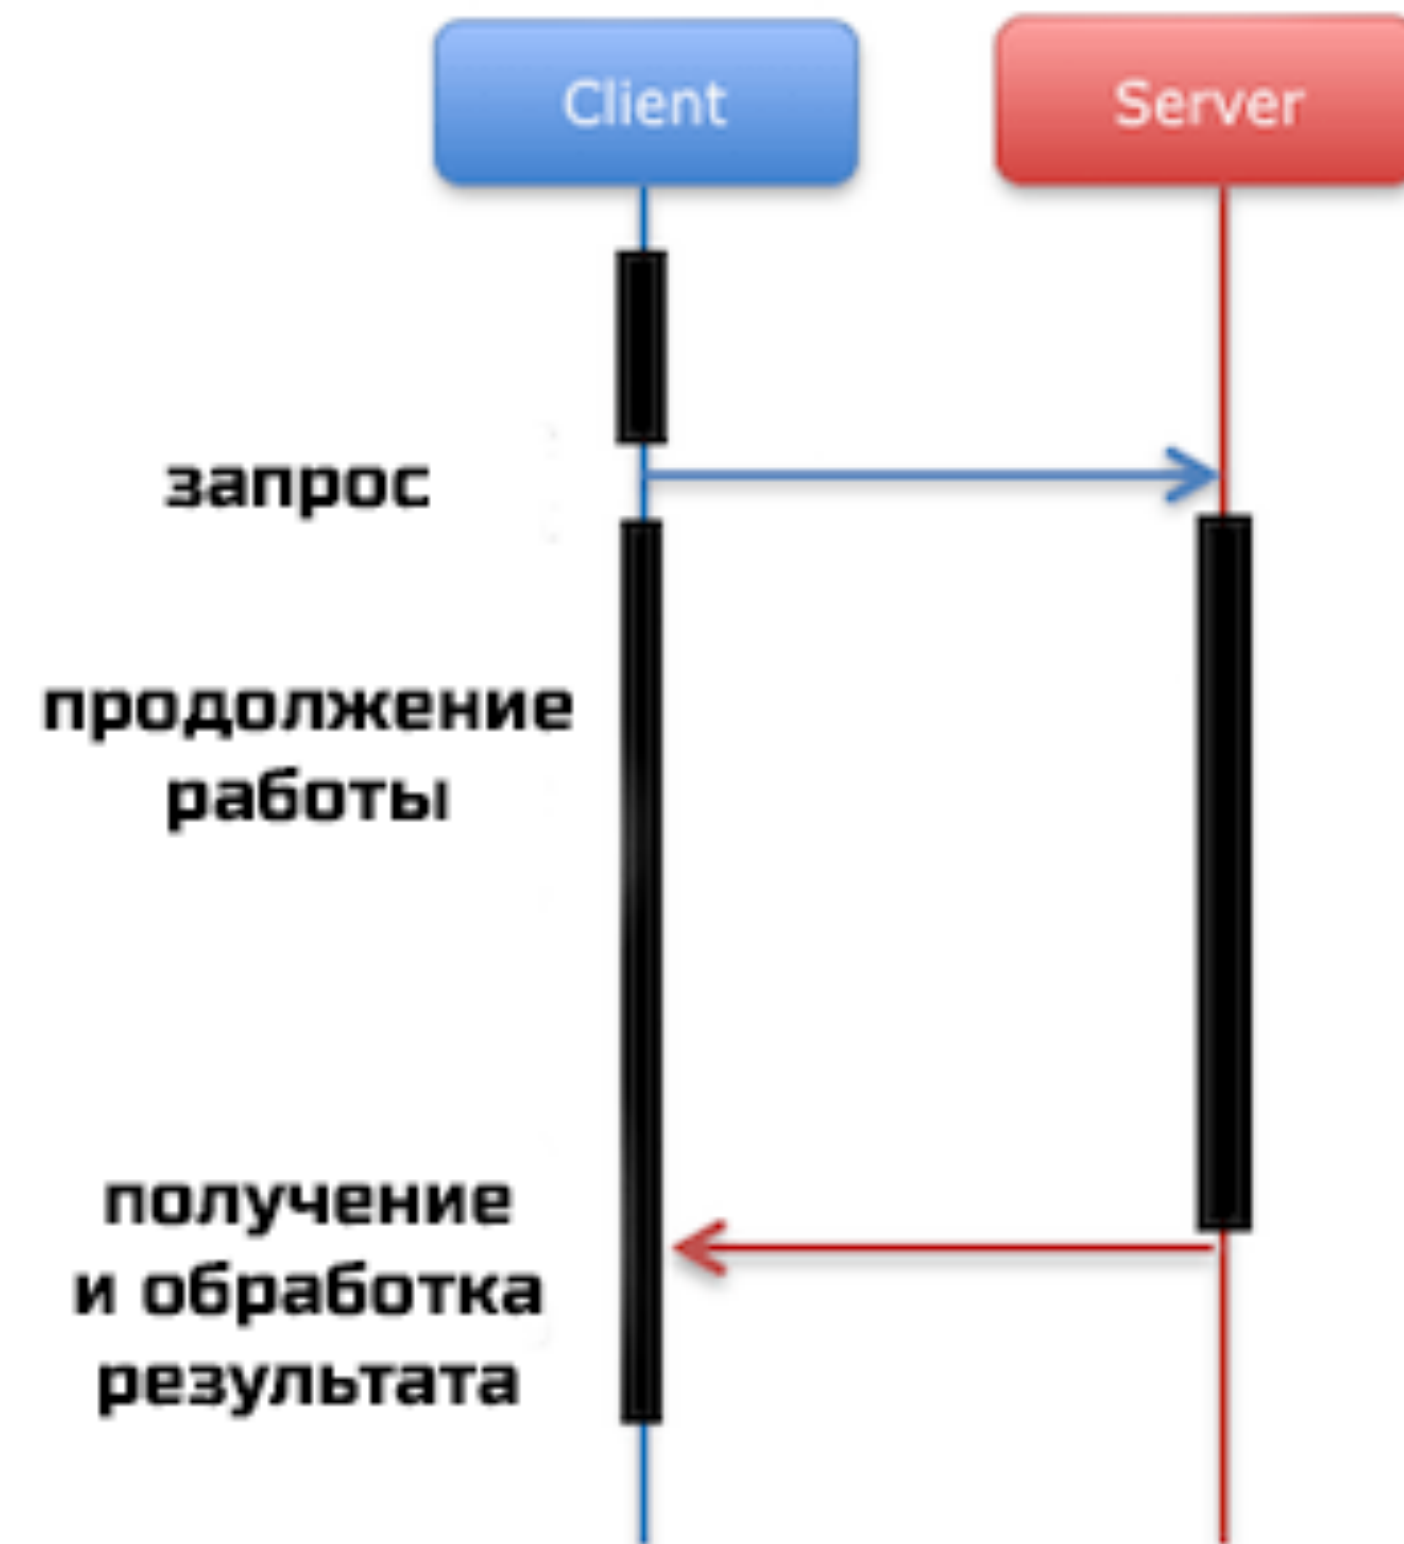 Client
Server
запрос
продолжение
работы
получение
и обработка
результата